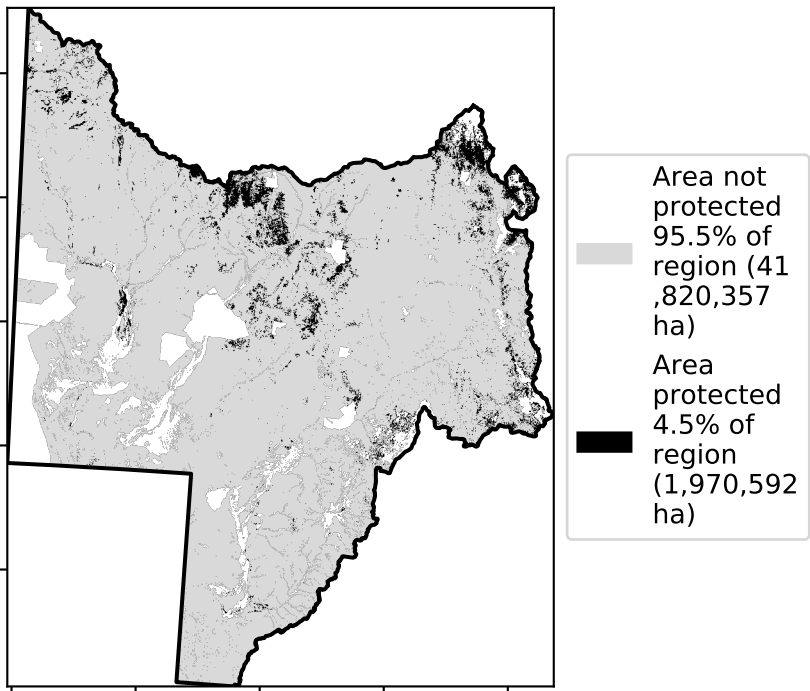 Area not
protected
95.5% of
region (41
,820,357
ha)
Area
protected
4.5% of
region
(1,970,592
ha)